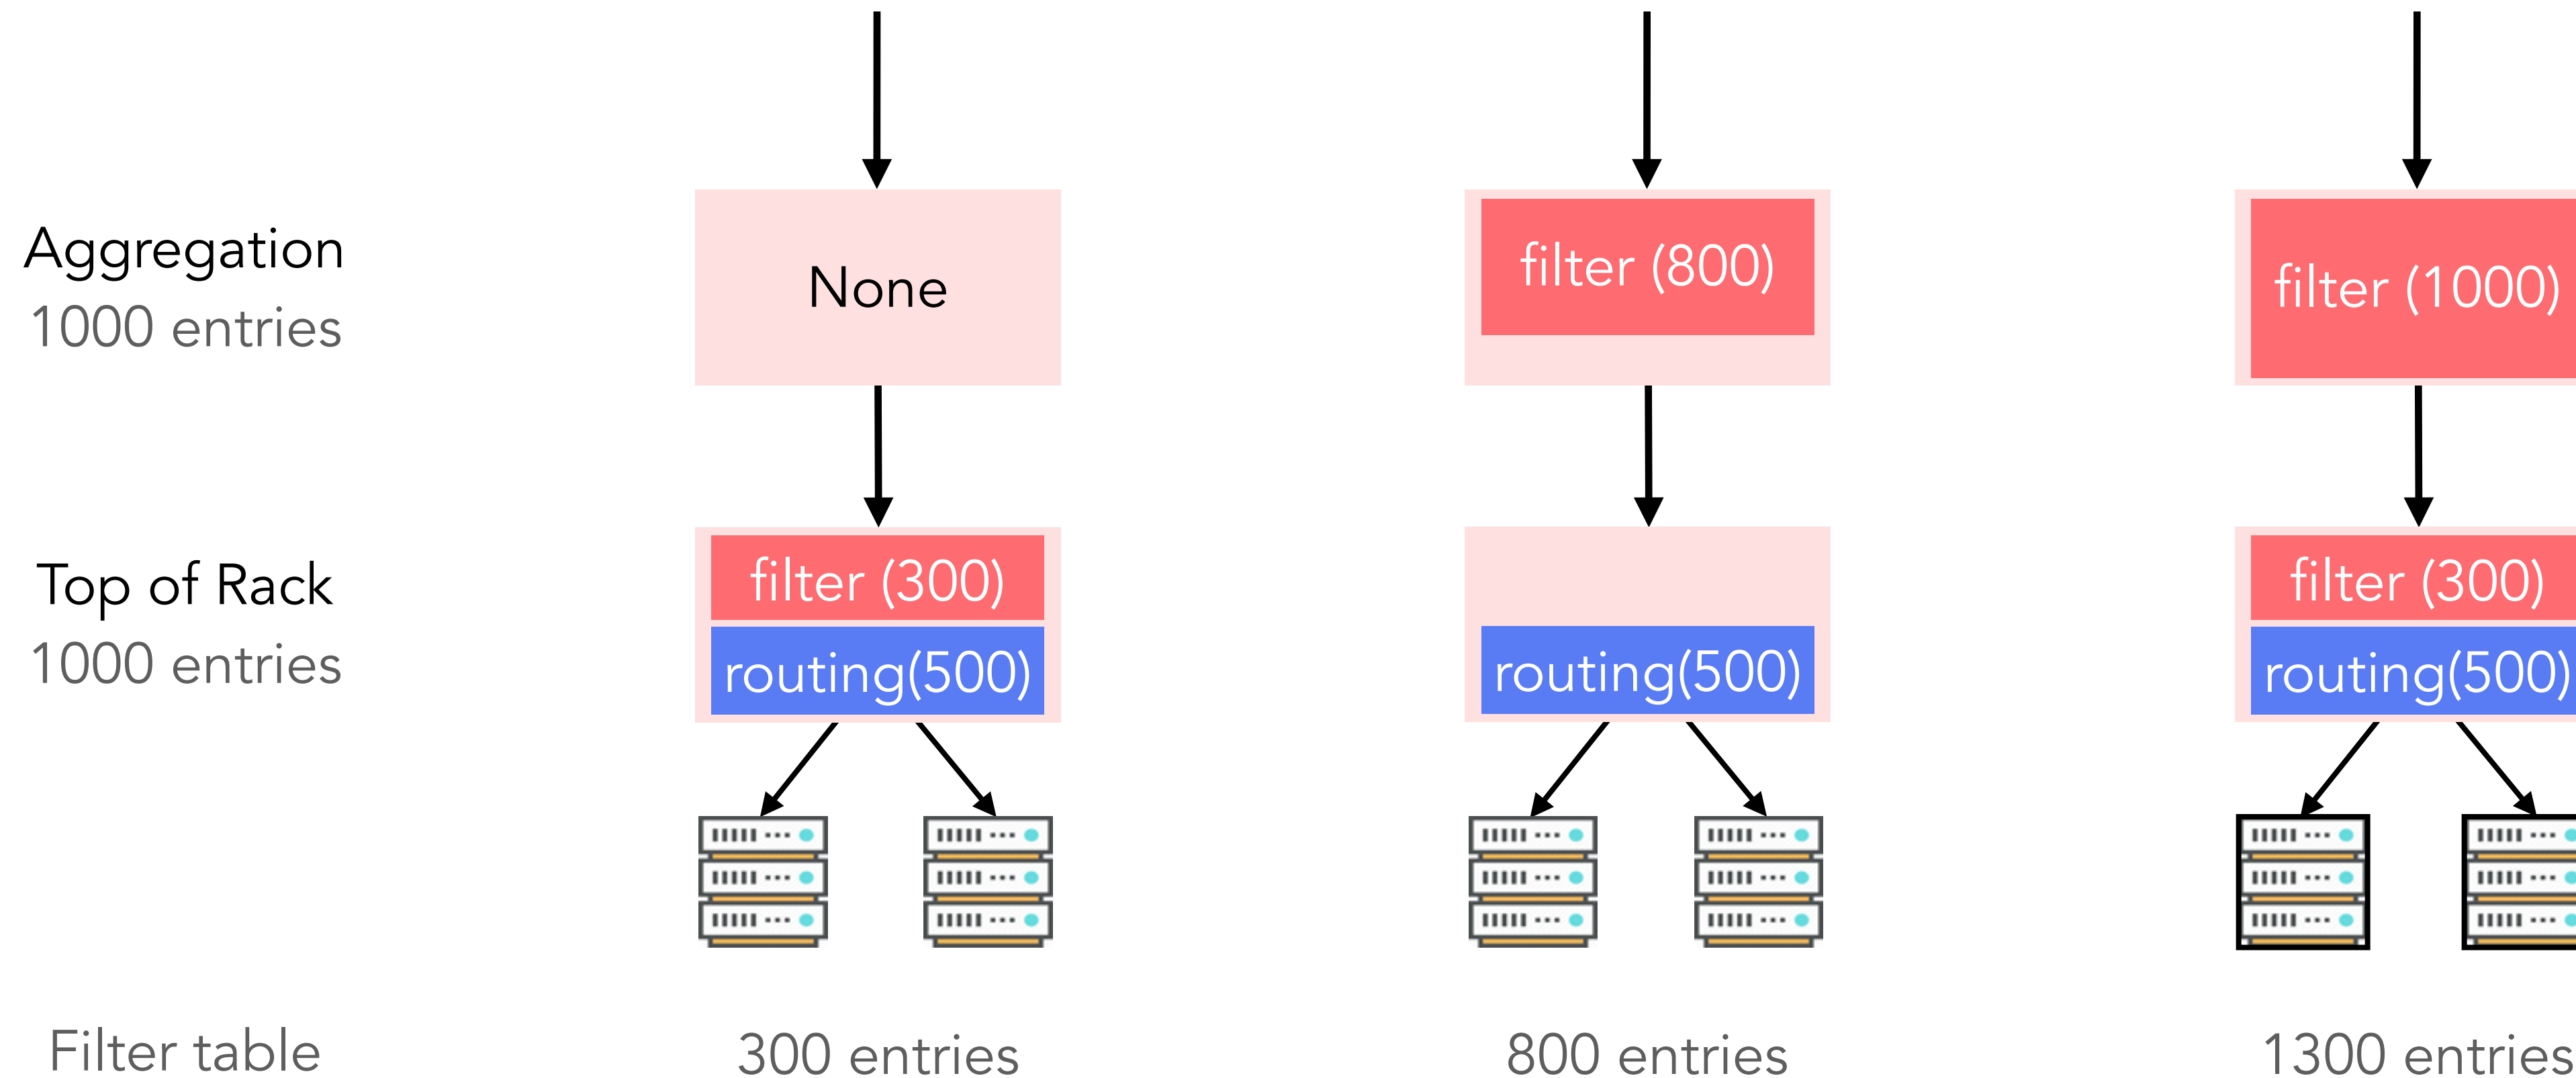 Aggregation
1000 entries
None
filter (800)
filter (1000)
Top of Rack
1000 entries
filter (300)
routing(500)
routing(500)
filter (300)
routing(500)
Filter table
300 entries
800 entries
1300 entries